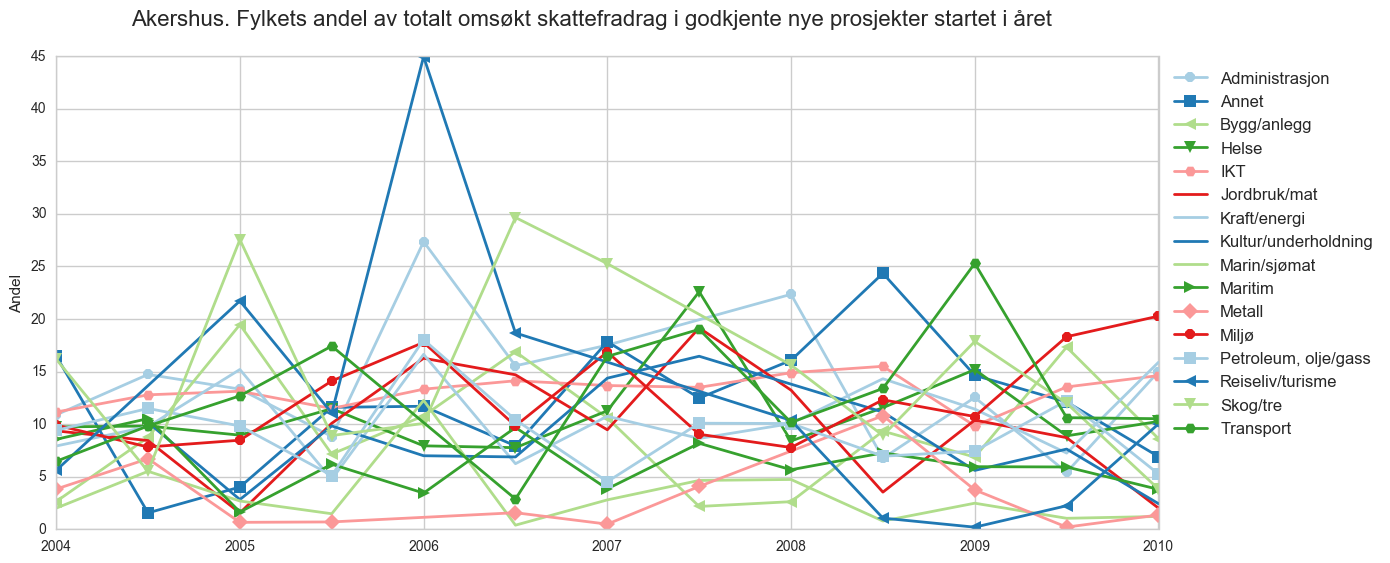 Akershus. Fylkets andel av totalt omsøkt skattefradrag i godkjente nye prosjekter startet i året
45
40
35
30
25
20
15
10
5
0
Andel
2004 2005 2006 2007 2008 2009 2010
Administrasjon
Annet
Bygg/anlegg
Helse
IKT
Jordbruk/mat
Kraft/energi
Kultur/underholdning
Marin/sjømat
Maritim
Metall
Miljø
Petroleum, olje/gass
Reiseliv/turisme
Skog/tre
Transport